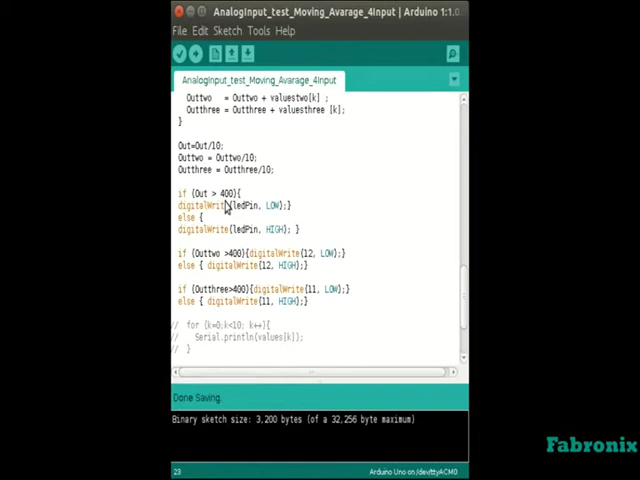 AnalogInput_test_Moving_Avarage_4Input | Arduino 1:1.0
File Edit Sketch Tools Help
AnalogInput_test_Moving_Avarage_4Input
Outtwo = Outtwo + valuestwo[k] ;
Outthree = Outthree + valuesthree [k];
}
Out=Out/10;
Outtwo = Outtwo/10;
Outthree = Outthree/10;
if (Out > 400){
digitalWrite(ledPin, LOW);}
else {
digitalWrite(ledPin, HIGH); }
if (Outtwo >400){digitalWrite(12, LOW);}
else { digitalWrite(12, HIGH);}
if (Outthree>400){digitalWrite(11, LOW);}
else { digitalWrite(11, HIGH);}
// for (k=0;k<10; k++){
// Serial.println(values[k]);
// }
Done Saving.
Binary sketch size: 3,200 bytes (of a 32,256 byte maximum)
Fabronix
23 Arduino Uno on /dev/ttyACM0